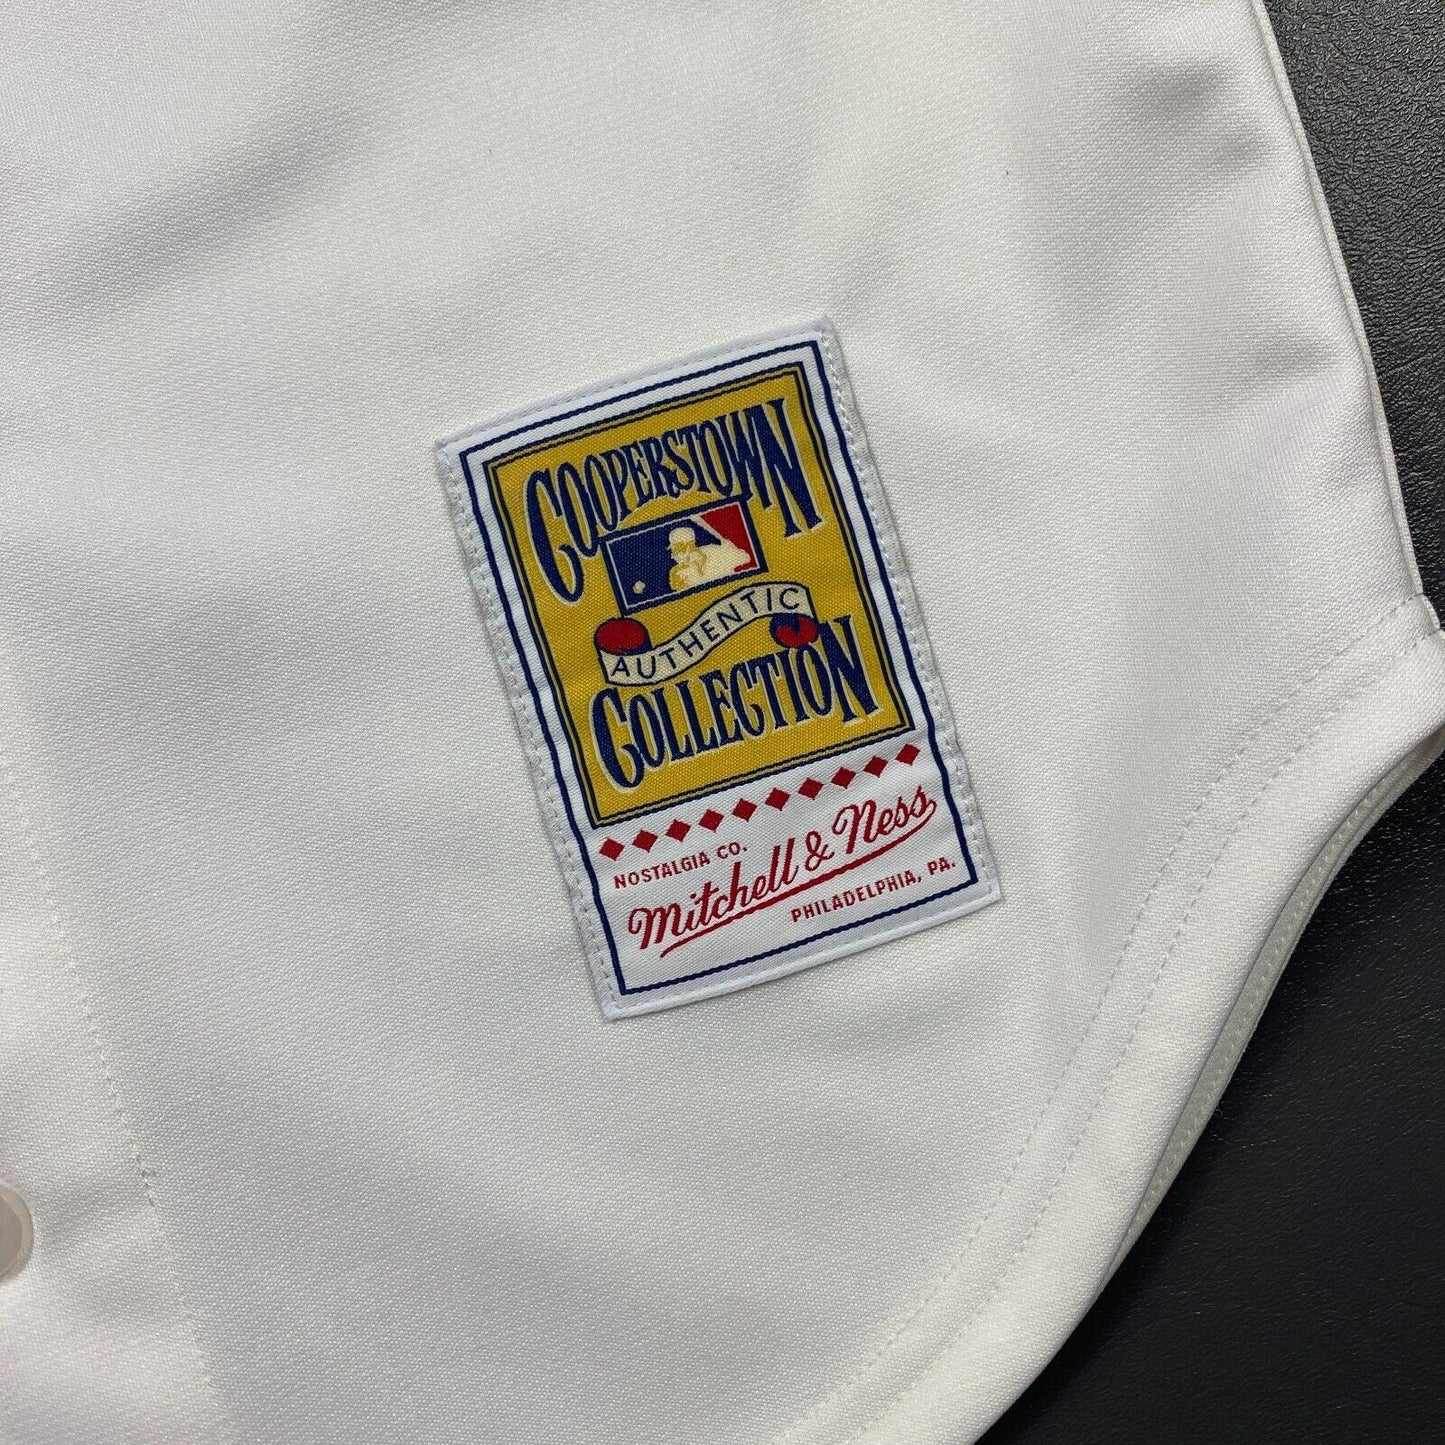 COOPERSTOWN
AUTHENTIC
COLLECTION
NOSTALGIA CO.
Mitchell & Ness
PHILADELPHIA, PA.